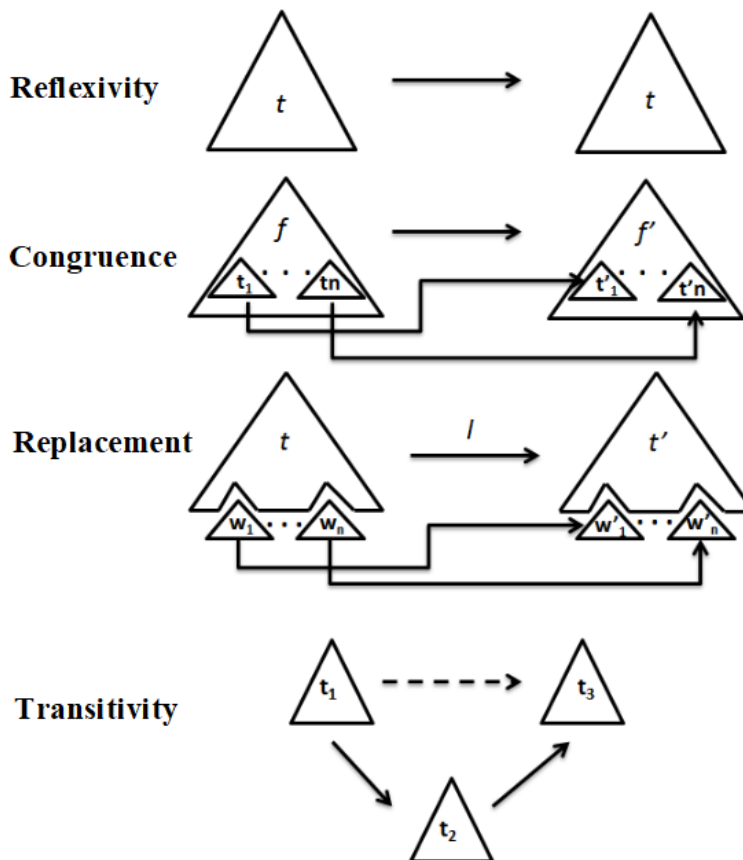 Reflexivity
t
t
Congruence
f
f'
t₁ · · · tn
t'₁ · · · t'n
Replacement
t
l
t'
w₁ · · · wₙ
w'₁ · · · w'ₙ
Transitivity
t₁
t₃
t₂